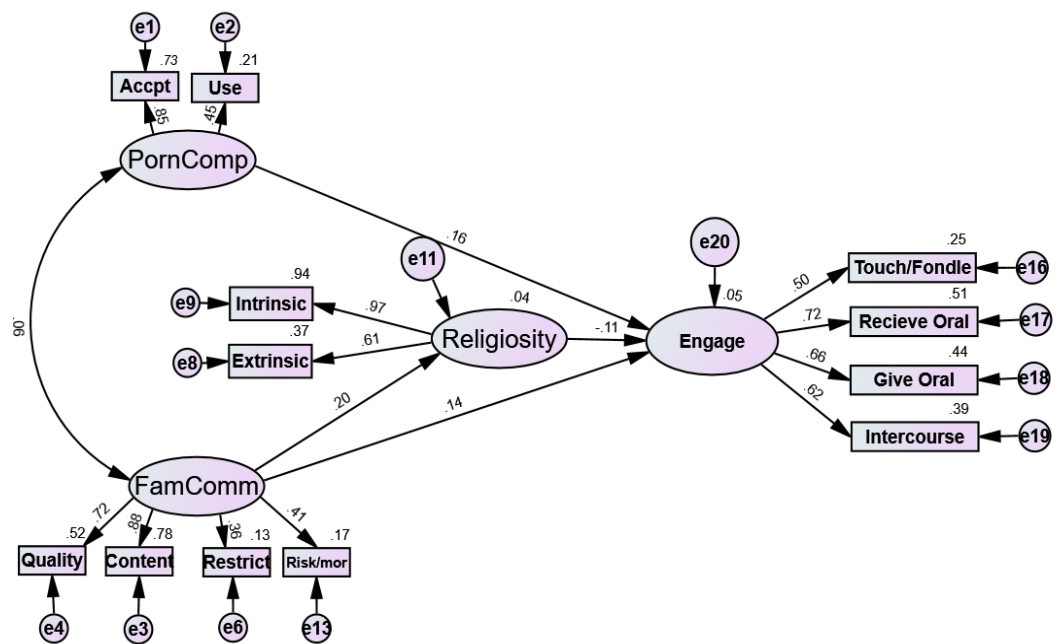 e1
e2
.73
.21
Accpt
Use
.85
.45
PornComp
.16
e20
e11
.25
Touch/Fondle
e16
.94
.50
e9
Intrinsic
.97
.04
.05
.51
.72
Recieve Oral
e17
.06
.37
.61
Religiosity
-.11
Engage
e8
Extrinsic
.44
.66
Give Oral
e18
.20
.14
.62
.39
Intercourse
e19
FamComm
.72
.88
.36
.41
.52
.78
.13
.17
Quality
Content
Restrict
Risk/mor
e4
e3
e6
e13